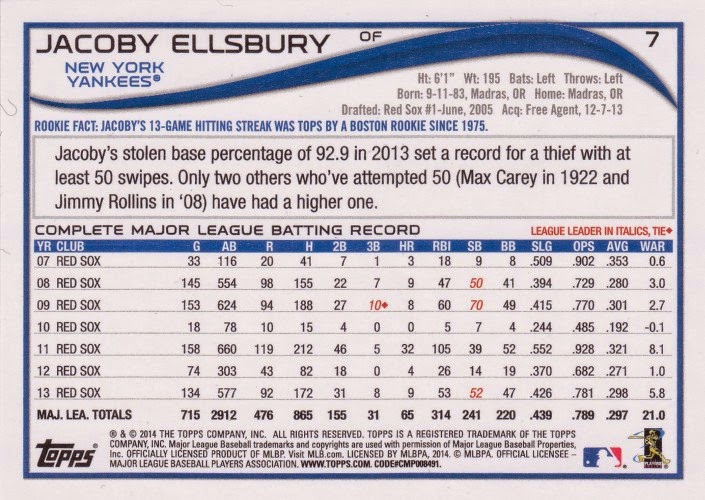 JACOBY ELLSBURY OF 7
NEW YORK
YANKEES®
Ht: 6'1" Wt: 195 Bats: Left Throws: Left
Born: 9-11-83, Madras, OR Home: Madras, OR
Drafted: Red Sox #1-June, 2005 Acq: Free Agent, 12-7-13
ROOKIE FACT: JACOBY'S 13-GAME HITTING STREAK WAS TOPS BY A BOSTON ROOKIE SINCE 1975.
Jacoby's stolen base percentage of 92.9 in 2013 set a record for a thief with at
least 50 swipes. Only two others who've attempted 50 (Max Carey in 1922 and
Jimmy Rollins in '08) have had a higher one.
COMPLETE MAJOR LEAGUE BATTING RECORD LEAGUE LEADER IN ITALICS, TIE♦
YR CLUB G AB R H 2B 3B HR RBI SB BB SLG OPS AVG WAR
07 RED SOX 33 116 20 41 7 1 3 18 9 8 .509 .902 .353 0.6
08 RED SOX 145 554 98 155 22 7 9 47 50 41 .394 .729 .280 3.0
09 RED SOX 153 624 94 188 27 10♦ 8 60 70 49 .415 .770 .301 2.7
10 RED SOX 18 78 10 15 4 0 0 5 7 4 .244 .485 .192 -0.1
11 RED SOX 158 660 119 212 46 5 32 105 39 52 .552 .928 .321 8.1
12 RED SOX 74 303 43 82 18 0 4 26 14 19 .370 .682 .271 1.0
13 RED SOX 134 577 92 172 31 8 9 53 52 47 .426 .781 .298 5.8
MAJ. LEA. TOTALS 715 2912 476 865 155 31 65 314 241 220 .439 .789 .297 21.0
Topps
® & © 2014 THE TOPPS COMPANY, INC. ALL RIGHTS RESERVED. TOPPS IS A REGISTERED TRADEMARK OF THE TOPPS
COMPANY, INC. Major League Baseball trademarks and copyrights are used with permission of Major League Baseball Properties,
Inc. OFFICIALLY LICENSED PRODUCT OF MLBP. Visit MLB.com. © MLBPA, 2014. © MLBPA. OFFICIAL LICENSEE –
MAJOR LEAGUE BASEBALL PLAYERS ASSOCIATION. WWW.TOPPS.COM. CODE#CMP008491.